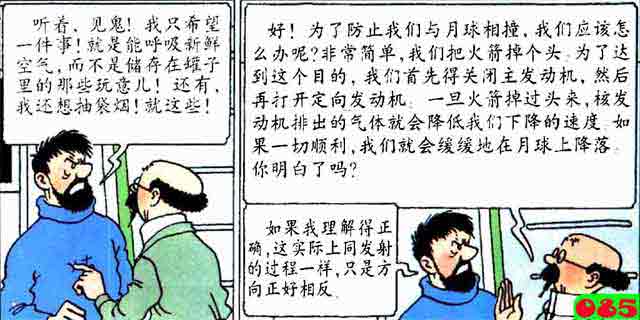 听着，见鬼！我只希望
一件事！就是能呼吸新鲜
空气，而不是储存在罐子
里的那些玩意儿！还有，
我还想抽袋烟！就这些！
好！为了防止我们与月球相撞，我们应该怎
么办呢？非常简单，我们把火箭掉个头。为了达
到这个目的，我们首先得关闭主发动机，然后
再打开定向发动机。一旦火箭掉过头来，核发
动机排出的气体就会降低我们下降的速度。如
果一切顺利，我们就会缓缓地在月球上降落。
你明白了吗？
如果我理解得正
确，这实际上同发射
的过程一样，只是方
向正好相反。
085